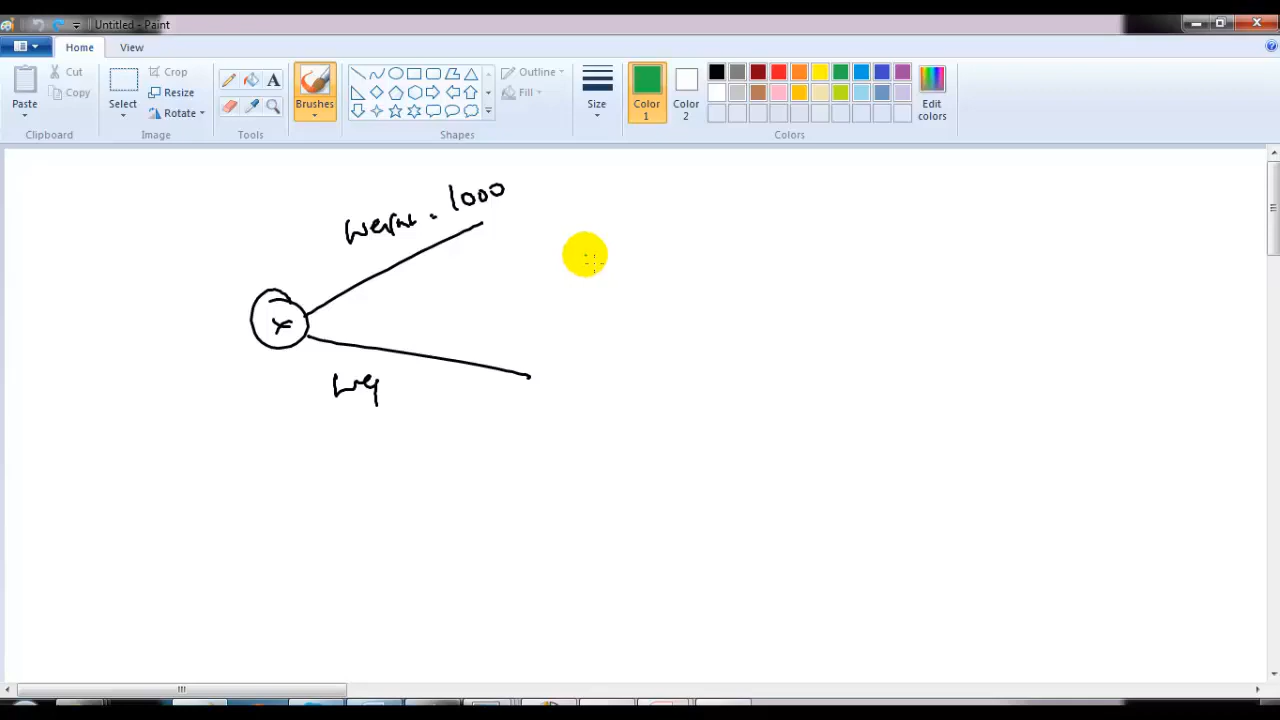 Untitled - Paint
Home
View
Paste
Cut
Copy
Clipboard
Select
Crop
Resize
Rotate
Image
A
Tools
Brushes
Outline
Fill
Shapes
Size
Color 1
Color 2
Edit colors
Colors
1000
x